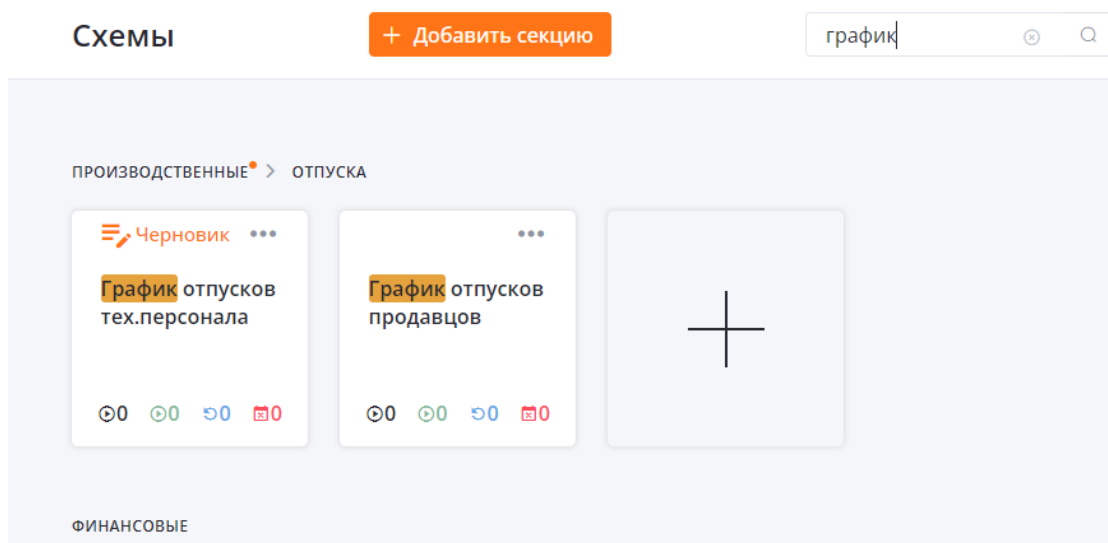 Схемы
+ Добавить секцию
график
ПРОИЗВОДСТВЕННЫЕ > ОТПУСКА
Черновик •••
•••
График отпусков
тех.персонала
График отпусков
продавцов
0 0 0 0
0 0 0 0
ФИНАНСОВЫЕ